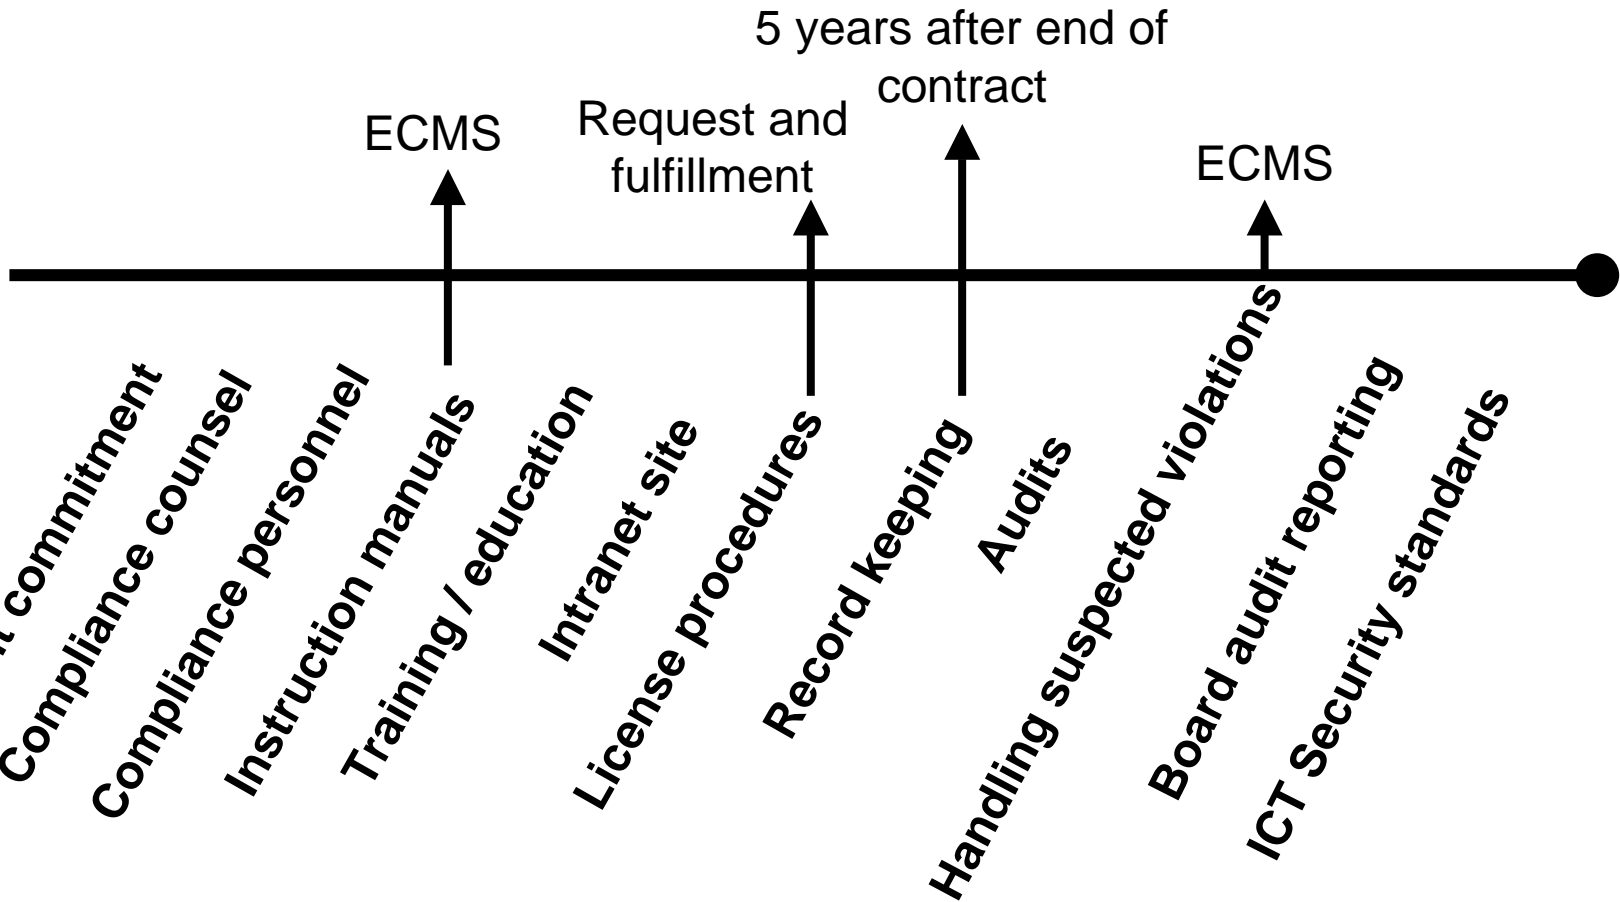 5 years after end of
contract
Request and
fulfillment
ECMS
ECMS
commitment
Compliance counsel
Compliance personnel
Instruction manuals
Training / education
Intranet site
License procedures
Record keeping
Audits
Handling suspected violations
Board audit reporting
ICT Security standards